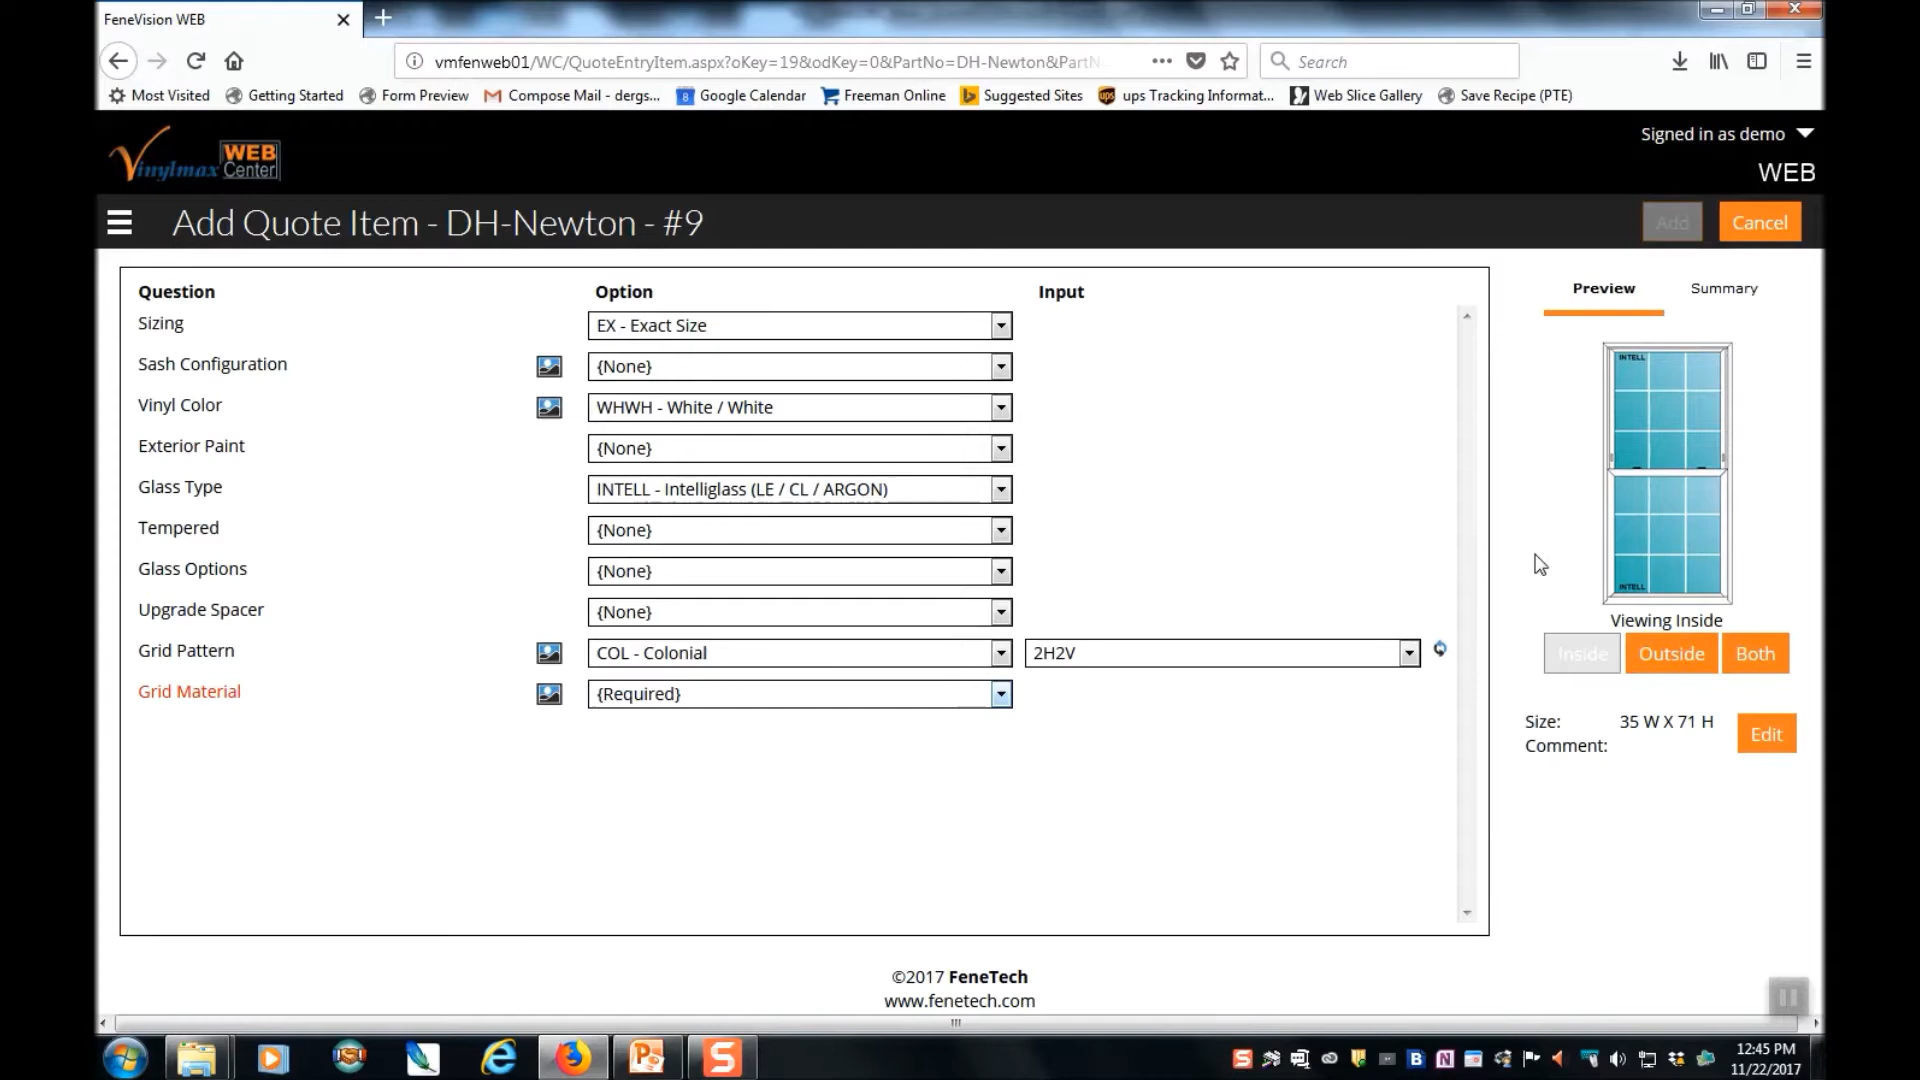 FeneVision WEB
vmfenweb01/WC/QuoteEntryItem.aspx?oKey=19&odKey=0&PartNo=DH-Newton&PartN
Search
Most Visited Getting Started Form Preview Compose Mail - dergs... Google Calendar Freeman Online Suggested Sites ups Tracking Informat... Web Slice Gallery Save Recipe (PTE)
Vinylmax WEB Center
Signed in as demo
WEB
Add Quote Item - DH-Newton - #9
Add Cancel
Question Option Input
Preview Summary
Sizing EX - Exact Size
Sash Configuration {None}
Vinyl Color WHWH - White / White
Exterior Paint {None}
Glass Type INTELL - Intelliglass (LE / CL / ARGON)
Tempered {None}
Glass Options {None}
Upgrade Spacer {None}
Grid Pattern COL - Colonial 2H2V
Grid Material {Required}
INTELL
INTELL
Viewing Inside
Inside Outside Both
Size: 35 W X 71 H
Comment:
Edit
©2017 FeneTech
www.fenetech.com
12:45 PM
11/22/2017